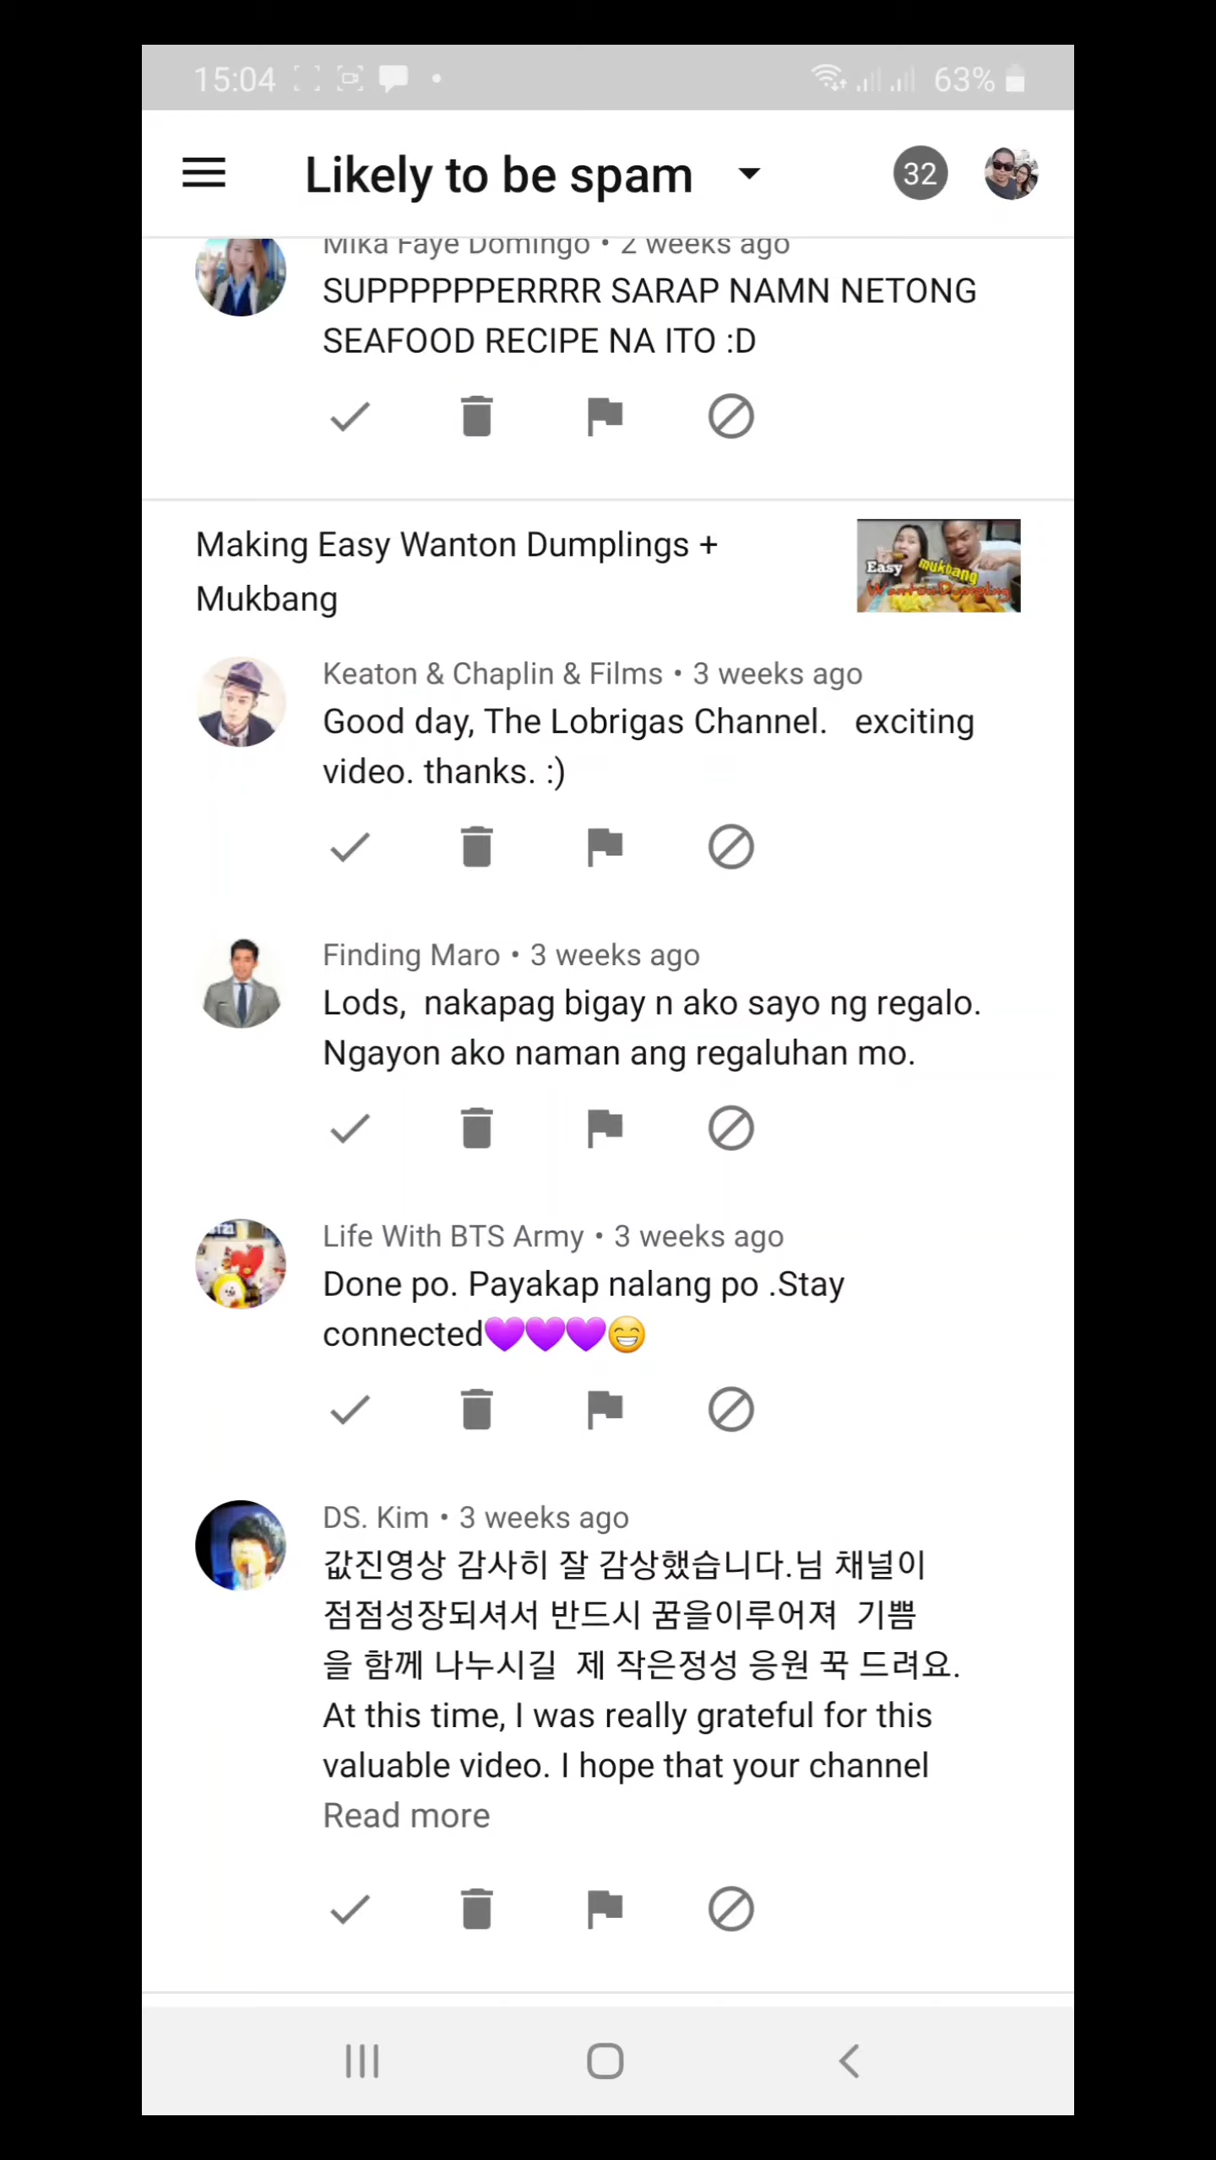 15:04
63%
Likely to be spam
32
Mika Faye Domingo • 2 weeks ago
SUPPPPPPERRRR SARAP NAMN NETONG
SEAFOOD RECIPE NA ITO :D
Making Easy Wanton Dumplings +
Mukbang
Easy
mukbang
Wanton Dumpling
Keaton & Chaplin & Films • 3 weeks ago
Good day, The Lobrigas Channel.   exciting
video. thanks. :)
Finding Maro • 3 weeks ago
Lods,  nakapag bigay n ako sayo ng regalo.
Ngayon ako naman ang regaluhan mo.
Life With BTS Army • 3 weeks ago
Done po. Payakap nalang po .Stay
connected💜💜💜😁
DS. Kim • 3 weeks ago
값진영상 감사히 잘 감상했습니다.님 채널이
점점성장되셔서 반드시 꿈을이루어져  기쁨
을 함께 나누시길  제 작은정성 응원 꾹 드려요.
At this time, I was really grateful for this
valuable video. I hope that your channel
Read more